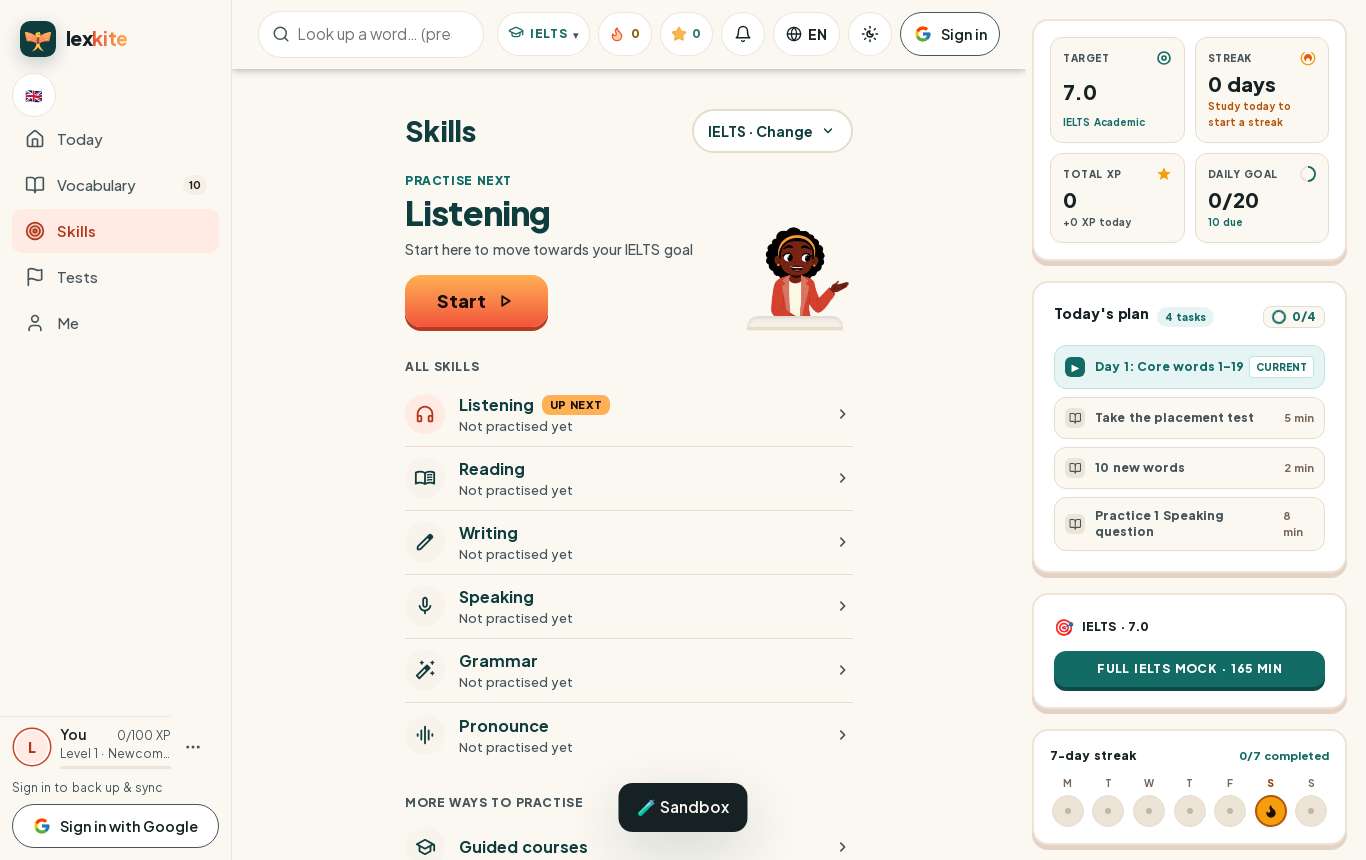 lexkite
Today
Vocabulary 10
Skills
Tests
Me
L
You 0/100 XP
Level 1 · Newcom...
Sign in to back up & sync
Sign in with Google
Look up a word... (pre
IELTS ▾
0
0
EN
Sign in
Skills
IELTS · Change
PRACTISE NEXT
Listening
Start here to move towards your IELTS goal
Start
ALL SKILLS
Listening UP NEXT
Not practised yet
Reading
Not practised yet
Writing
Not practised yet
Speaking
Not practised yet
Grammar
Not practised yet
Pronounce
Not practised yet
MORE WAYS TO PRACTISE
Guided courses
🧪 Sandbox
TARGET
7.0
IELTS Academic
STREAK
0 days
Study today to
start a streak
TOTAL XP
0
+0 XP today
DAILY GOAL
0/20
10 due
Today's plan 4 tasks 0/4
Day 1: Core words 1–19 CURRENT
Take the placement test 5 min
10 new words 2 min
Practice 1 Speaking question 8 min
IELTS · 7.0
FULL IELTS MOCK · 165 MIN
7-day streak 0/7 completed
M T W T F S S